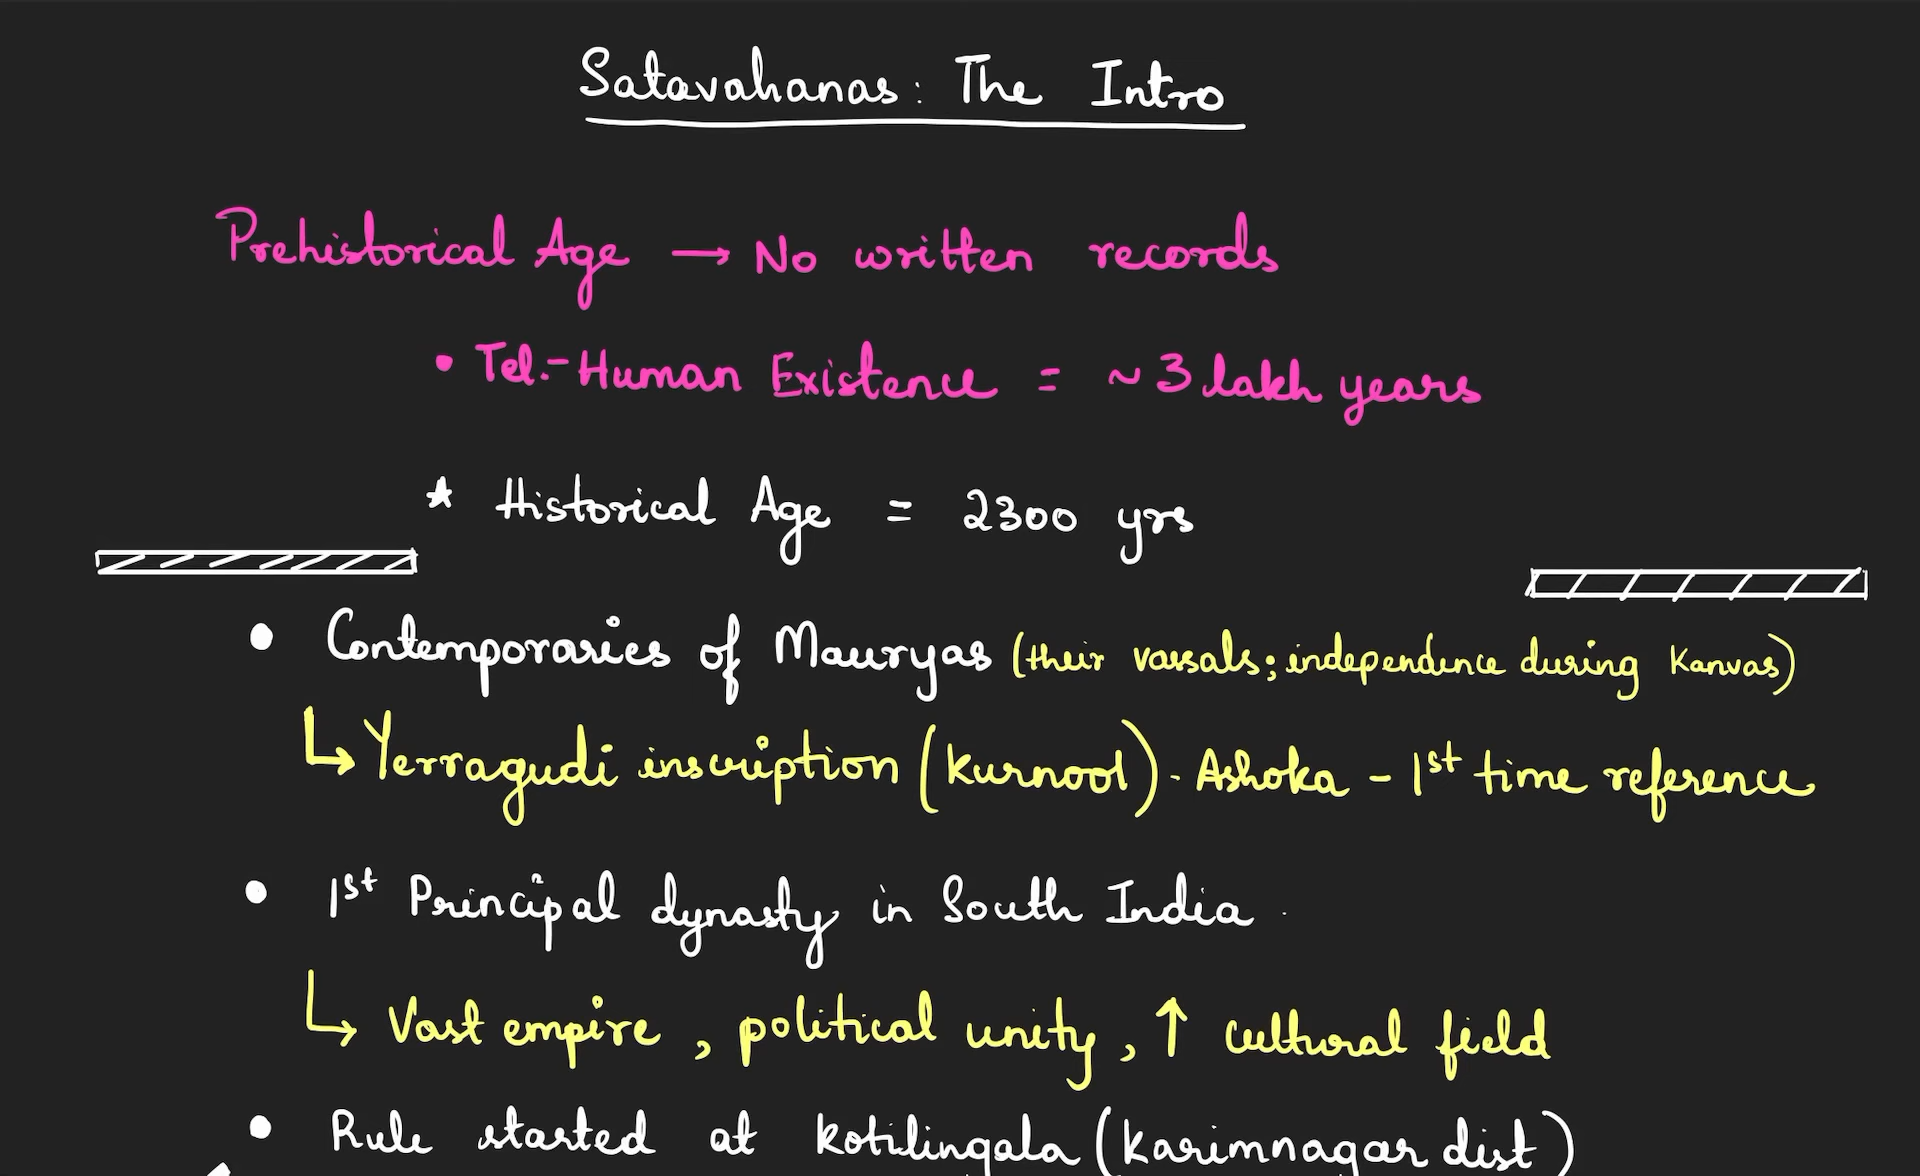 Satavahanas: The Intro
Prehistorical Age → No written records
• Tel.- Human Existence = ~ 3 lakh years
* Historical Age = 2300 yrs
• Contemporaries of Mauryas (their vassals; independence during Kanvas)
↳ Yerragudi inscription (Kurnool). Ashoka - 1st time reference
• 1st Principal dynasty in South India
↳ Vast empire, political unity, ↑ cultural field
• Rule started at Kotilingala (Karimnagar dist)